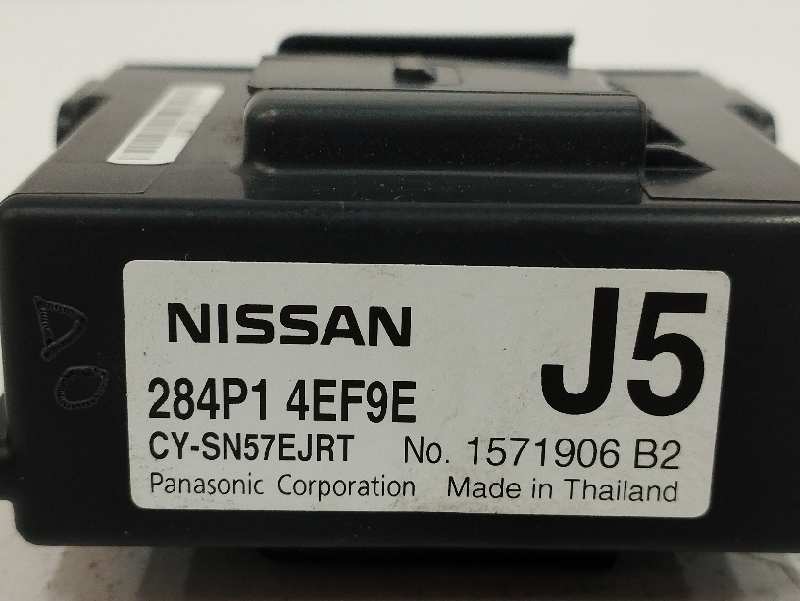 NISSAN
J5
284P1 4EF9E
CY-SN57EJRT No. 1571906 B2
Panasonic Corporation Made in Thailand